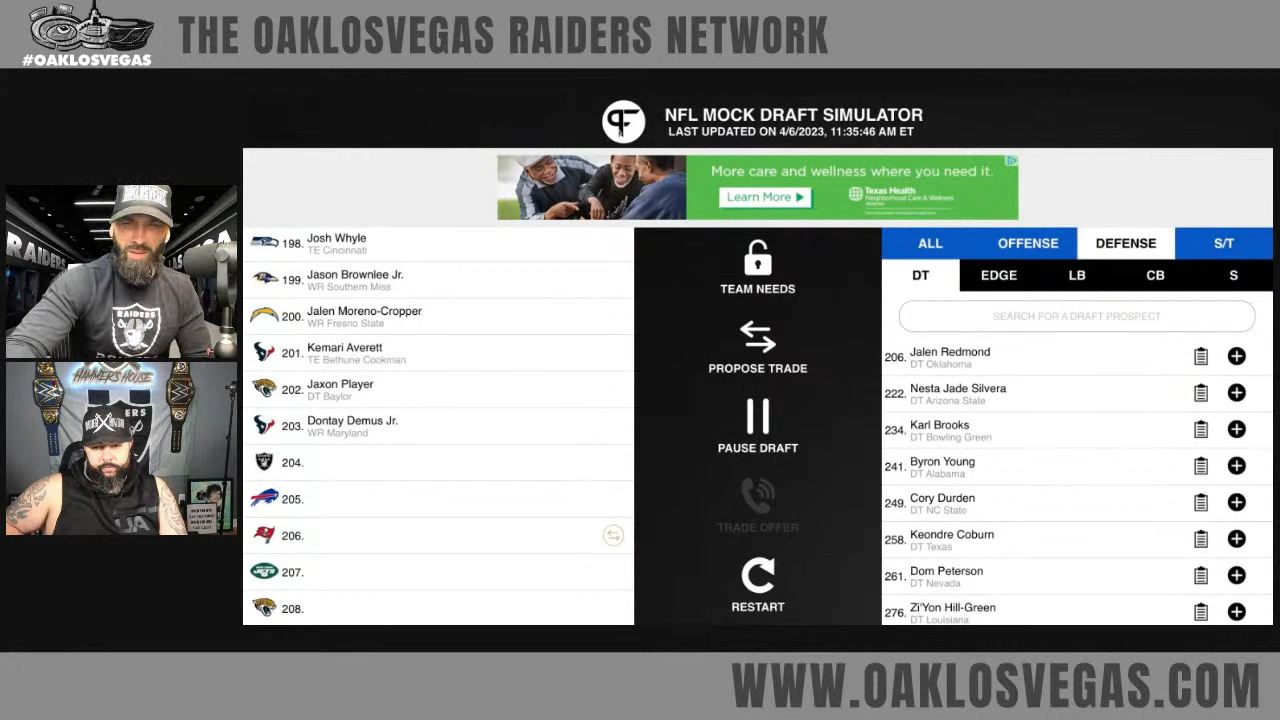 #OAKLOSVEGAS
THE OAKLOSVEGAS RAIDERS NETWORK
NFL MOCK DRAFT SIMULATOR
LAST UPDATED ON 4/6/2023, 11:35:46 AM ET
More care and wellness where you need it.
Learn More
Texas Health
Neighborhood Care & Wellness
198. Josh Whyle
TE Cincinnati
199. Jason Brownlee Jr.
WR Southern Miss
200. Jalen Moreno-Cropper
WR Fresno State
201. Kemari Averett
TE Bethune Cookman
202. Jaxon Player
DT Baylor
203. Dontay Demus Jr.
WR Maryland
204.
205.
206.
207.
208.
TEAM NEEDS
PROPOSE TRADE
PAUSE DRAFT
TRADE OFFER
RESTART
ALL OFFENSE DEFENSE S/T
DT EDGE LB CB S
SEARCH FOR A DRAFT PROSPECT
206. Jalen Redmond
DT Oklahoma
222. Nesta Jade Silvera
DT Arizona State
234. Karl Brooks
DT Bowling Green
241. Byron Young
DT Alabama
249. Cory Durden
DT NC State
258. Keondre Coburn
DT Texas
261. Dom Peterson
DT Nevada
276. Zi'Yon Hill-Green
DT Louisiana
RAIDERS
RAIDERS
HAMMERS HOUSE
WWW.OAKLOSVEGAS.COM